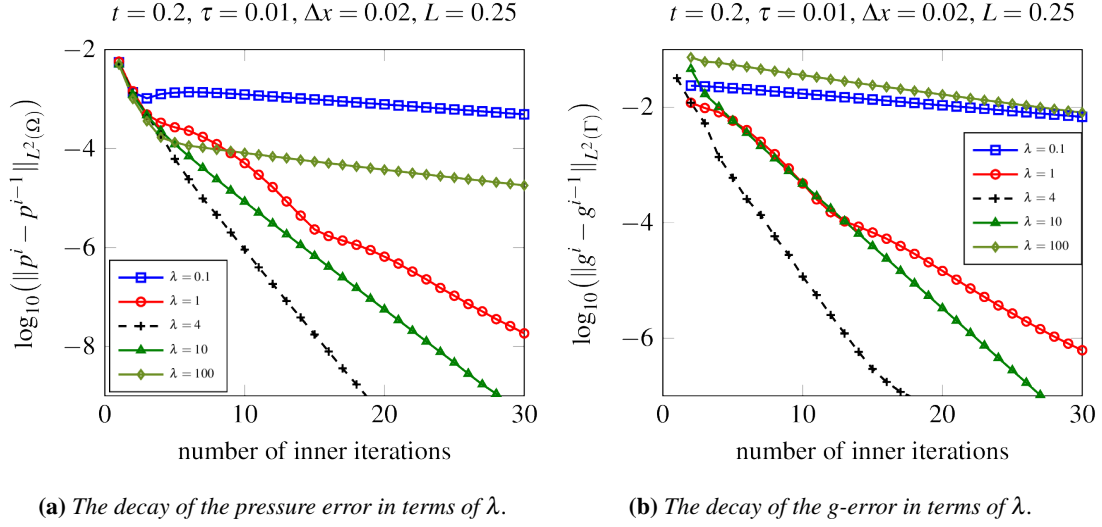 t = 0.2, τ = 0.01, Δx = 0.02, L = 0.25
log₁₀(||pⁱ − pⁱ⁻¹||_{L²(Ω)})
−2
−4
−6
−8
λ = 0.1
λ = 1
λ = 4
λ = 10
λ = 100
0 10 20 30
number of inner iterations
(a) The decay of the pressure error in terms of λ.
t = 0.2, τ = 0.01, Δx = 0.02, L = 0.25
log₁₀(||gⁱ − gⁱ⁻¹||_{L²(Γ)})
−2
−4
−6
λ = 0.1
λ = 1
λ = 4
λ = 10
λ = 100
0 10 20 30
number of inner iterations
(b) The decay of the g-error in terms of λ.